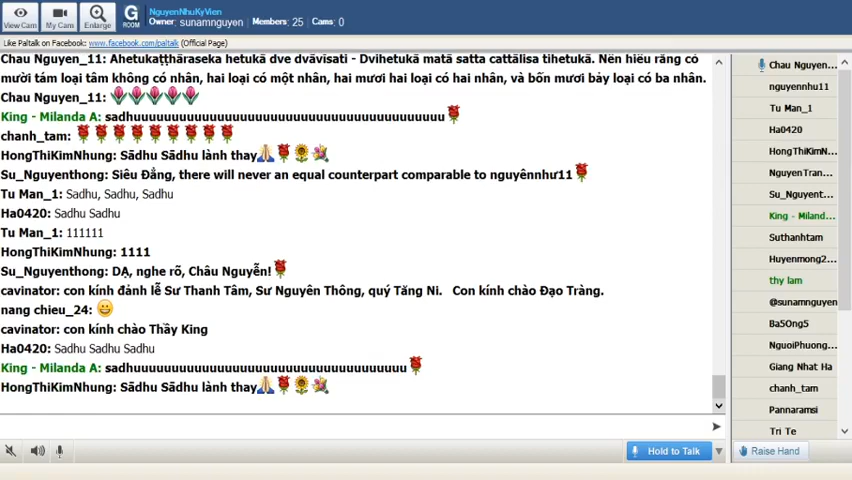 NguyenNhuKyVien
Owner: sunamnguyen Members: 25 Cams: 0
View Cam My Cam Enlarge G ROOM
Like Paltalk on Facebook: www.facebook.com/paltalk (Official Page)
Chau Nguyen_11: Ahetukaṭṭhāraseka hetukā dve dvāvīsati - Dvihetukā matā satta cattālīsa tihetukā. Nên hiểu rằng có
mười tám loại tâm không có nhân, hai loại có một nhân, hai mươi hai loại có hai nhân, và bốn mươi bảy loại có ba nhân.
Chau Nguyen_11:
King - Milanda A: sadhuuuuuuuuuuuuuuuuuuuuuuuuuuuuuuuuuuuuuuuuu
chanh_tam:
HongThiKimNhung: Sādhu Sādhu lành thay
Su_Nguyenthong: Siêu Đẳng, there will never an equal counterpart comparable to nguyênnhư11
Tu Man_1: Sadhu, Sadhu, Sadhu
Ha0420: Sadhu Sadhu
Tu Man_1: 111111
HongThiKimNhung: 1111
Su_Nguyenthong: DẠ, nghe rõ, Châu Nguyễn!
cavinator: con kính đảnh lễ Sư Thanh Tâm, Sư Nguyên Thông, quý Tăng Ni. Con kính chào Đạo Tràng.
nang chieu_24:
cavinator: con kính chào Thầy King
Ha0420: Sadhu Sadhu Sadhu
King - Milanda A: sadhuuuuuuuuuuuuuuuuuuuuuuuuuuuuuuuuuuuu
HongThiKimNhung: Sādhu Sādhu lành thay
Hold to Talk
Chau Nguyen...
nguyennhu11
Tu Man_1
Ha0420
HongThiKimN...
NguyenTran...
Su_Nguyent...
King - Miland...
Suthanhtam
Huyenmong2...
thy lam
@sunamnguyen
Ba5Ong5
NguoiPhuong...
Giang Nhat Ha
chanh_tam
Pannaramsi
Tri Te
Raise Hand